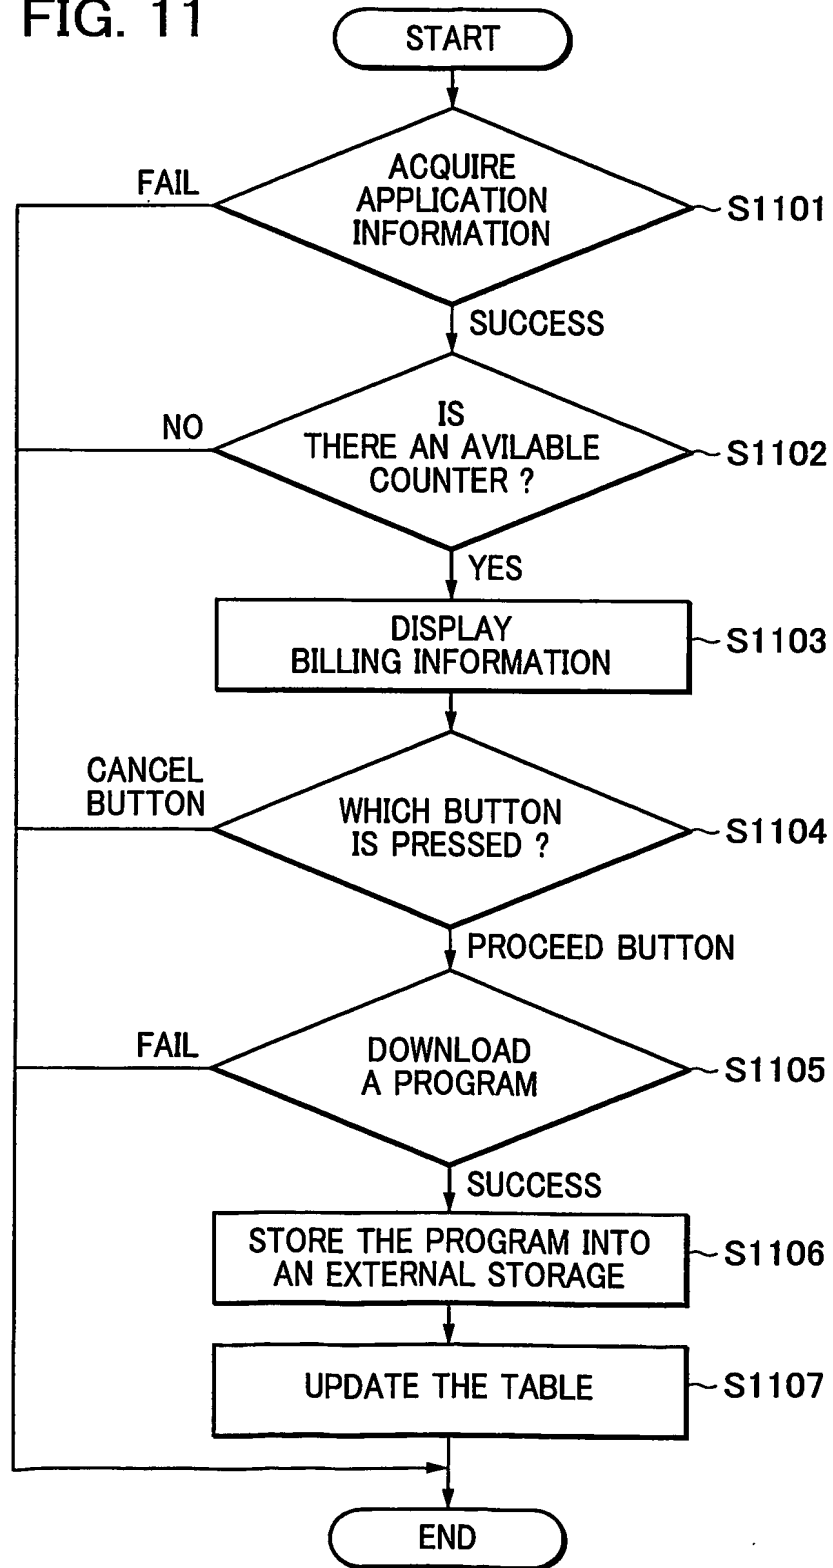 FIG. 11
START
ACQUIRE
APPLICATION
INFORMATION
FAIL
S1101
SUCCESS
IS
THERE AN AVILABLE
COUNTER ?
NO
S1102
YES
DISPLAY
BILLING INFORMATION
S1103
CANCEL
BUTTON
WHICH BUTTON
IS PRESSED ?
S1104
PROCEED BUTTON
FAIL
DOWNLOAD
A PROGRAM
S1105
SUCCESS
STORE THE PROGRAM INTO
AN EXTERNAL STORAGE
S1106
UPDATE THE TABLE
S1107
END